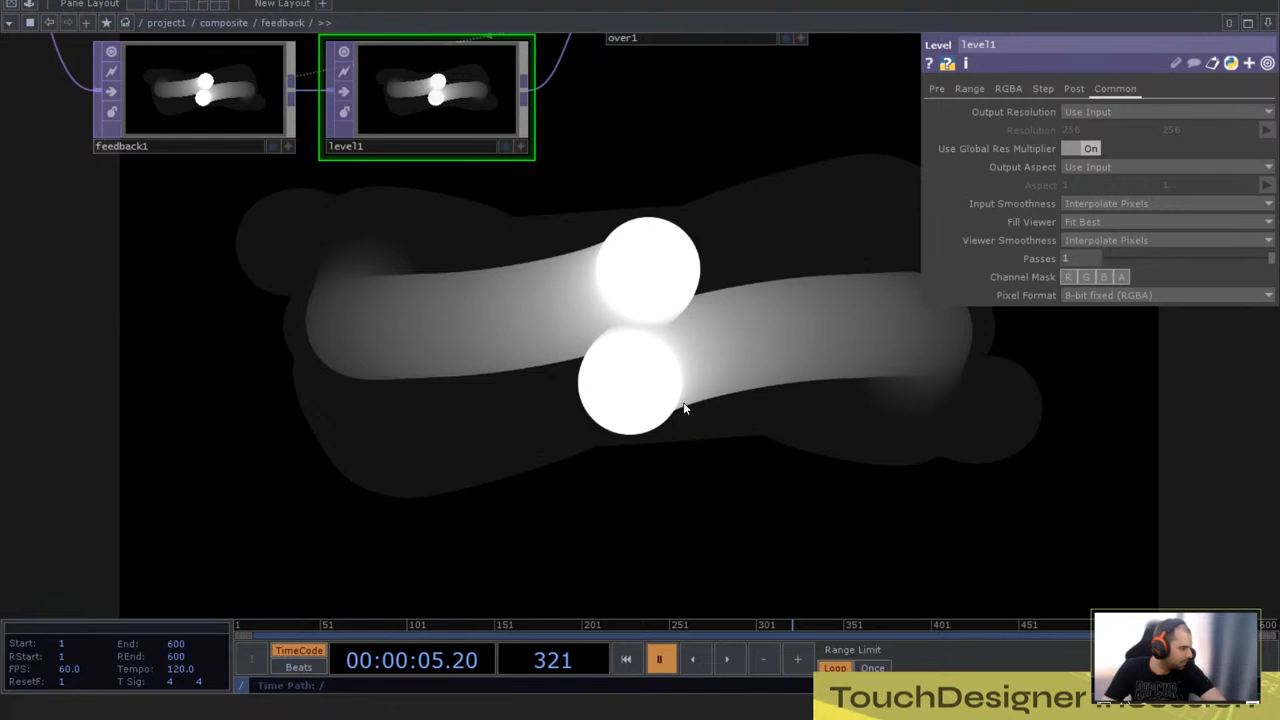 Pane Layout
New Layout +
/ project1 / composite / feedback / >>
0
over1
feedback1
level1
Level level1
? ? i
Pre Range RGBA Step Post Common
Output Resolution Use Input
Resolution 256 256
Use Global Res Multiplier On
Output Aspect Use Input
Aspect 1 1
Input Smoothness Interpolate Pixels
Fill Viewer Fit Best
Viewer Smoothness Interpolate Pixels
Passes 1
Channel Mask R G B A
Pixel Format 8-bit fixed (RGBA)
1 51 101 151 201 251 301 351 401 451 500
Start: 1 End: 600
RStart: 1 REnd: 600
FPS: 60.0 Tempo: 120.0
ResetF: 1 T Sig: 4 4
1
TimeCode
Beats
00:00:05.20
321
- +
Range Limit
Loop Once
/ Time Path: /
TouchDesigner
RIPCURL